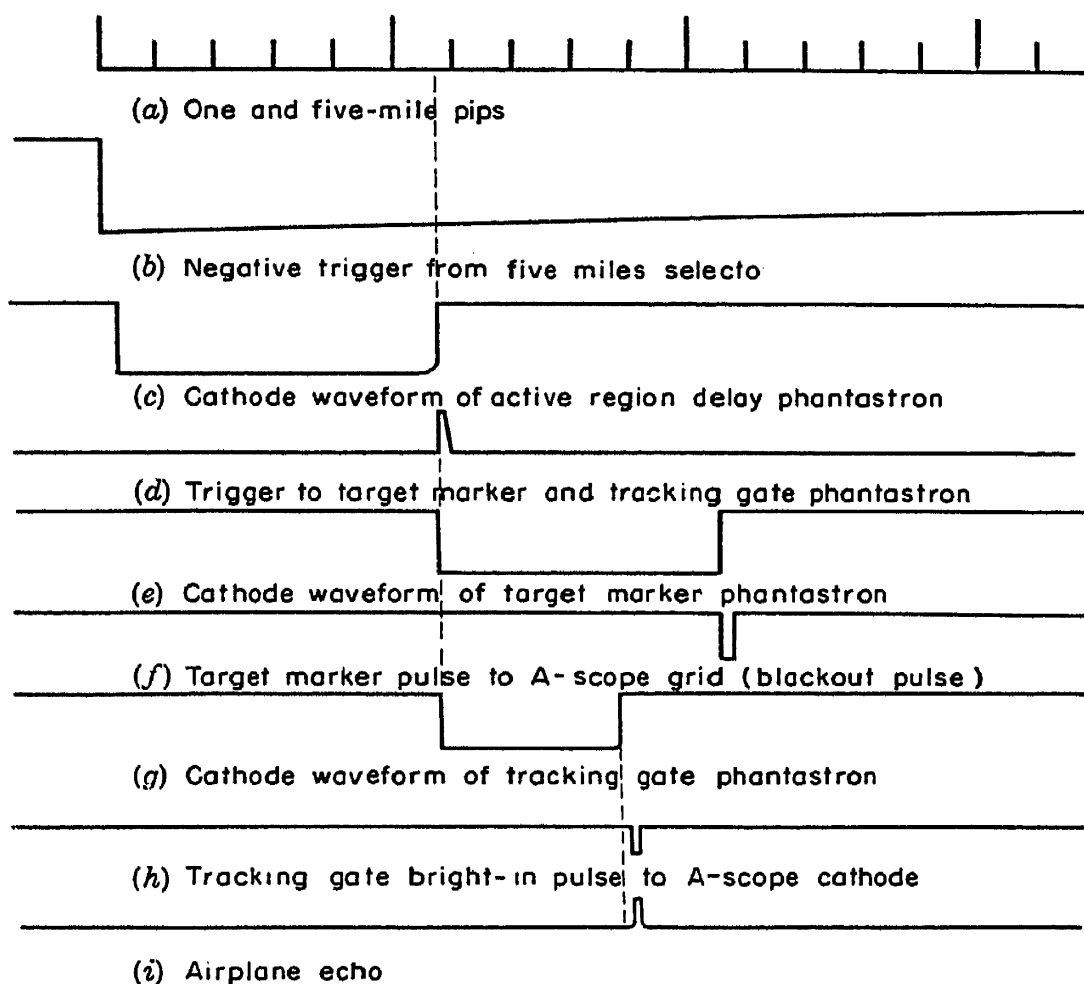 (a) One and five-mile pips
(b) Negative trigger from five miles selecto
(c) Cathode waveform of active region delay phantastron
(d) Trigger to target marker and tracking gate phantastron
(e) Cathode waveform of target marker phantastron
(f) Target marker pulse to A-scope grid (blackout pulse)
(g) Cathode waveform of tracking gate phantastron
(h) Tracking gate bright-in pulse to A-scope cathode
(i) Airplane echo